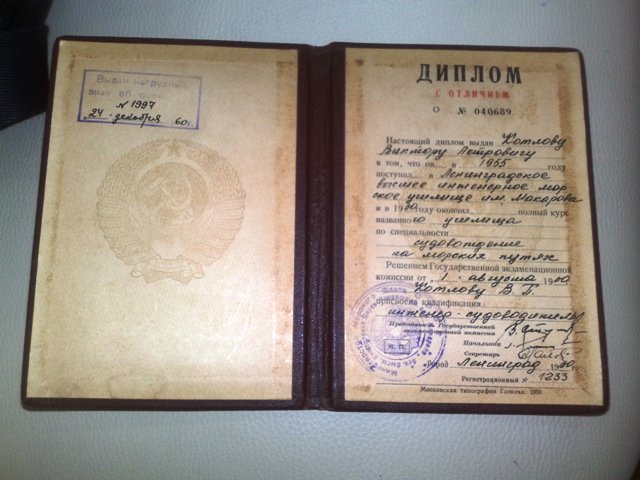 Выдан нагрудный
знак об окон.
N 1997
„24“ декабря 60 г.
ДИПЛОМ
С ОТЛИЧИЕМ
О № 040689
Настоящий диплом выдан Котлову
Виктору Петровичу
в том, что он в 1955 году
поступил в Ленинградское
высшее инженерное мор-
ское училище им. Макарова
и в 1960 году окончил полный курс
названного училища
по специальности
судовождение
на морских путях
Решением Государственной экзаменационной
комиссии от 1 августа 1960
Котлову В. П.
присвоена квалификация
инженер-судоводитель
Председатель Государственной
экзаменационной комиссии
Начальник
Секретарь
М. П.
Город Ленинград 1960
Регистрационный № 1233
Московская типография Гознака.